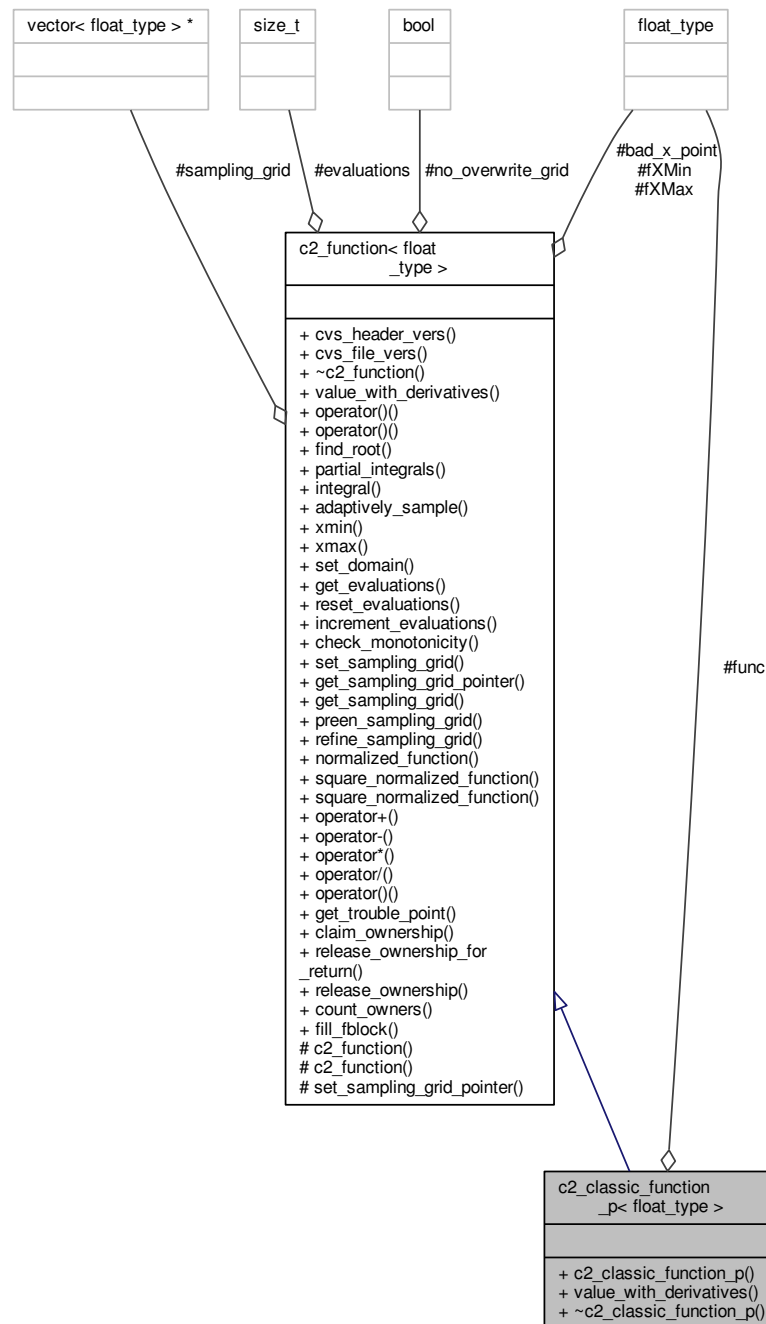 vector< float_type > *
size_t
bool
float_type
#sampling_grid
#evaluations
#no_overwrite_grid
#bad_x_point
#fXMin
#fXMax
c2_function< float
_type >
+ cvs_header_vers()
+ cvs_file_vers()
+ ~c2_function()
+ value_with_derivatives()
+ operator()()
+ operator()()
+ find_root()
+ partial_integrals()
+ integral()
+ adaptively_sample()
+ xmin()
+ xmax()
+ set_domain()
+ get_evaluations()
+ reset_evaluations()
+ increment_evaluations()
+ check_monotonicity()
+ set_sampling_grid()
+ get_sampling_grid_pointer()
+ get_sampling_grid()
+ preen_sampling_grid()
+ refine_sampling_grid()
+ normalized_function()
+ square_normalized_function()
+ square_normalized_function()
+ operator+()
+ operator-()
+ operator*()
+ operator/()
+ operator()()
+ get_trouble_point()
+ claim_ownership()
+ release_ownership_for
_return()
+ release_ownership()
+ count_owners()
+ fill_fblock()
# c2_function()
# c2_function()
# set_sampling_grid_pointer()
#func
c2_classic_function
_p< float_type >
+ c2_classic_function_p()
+ value_with_derivatives()
+ ~c2_classic_function_p()